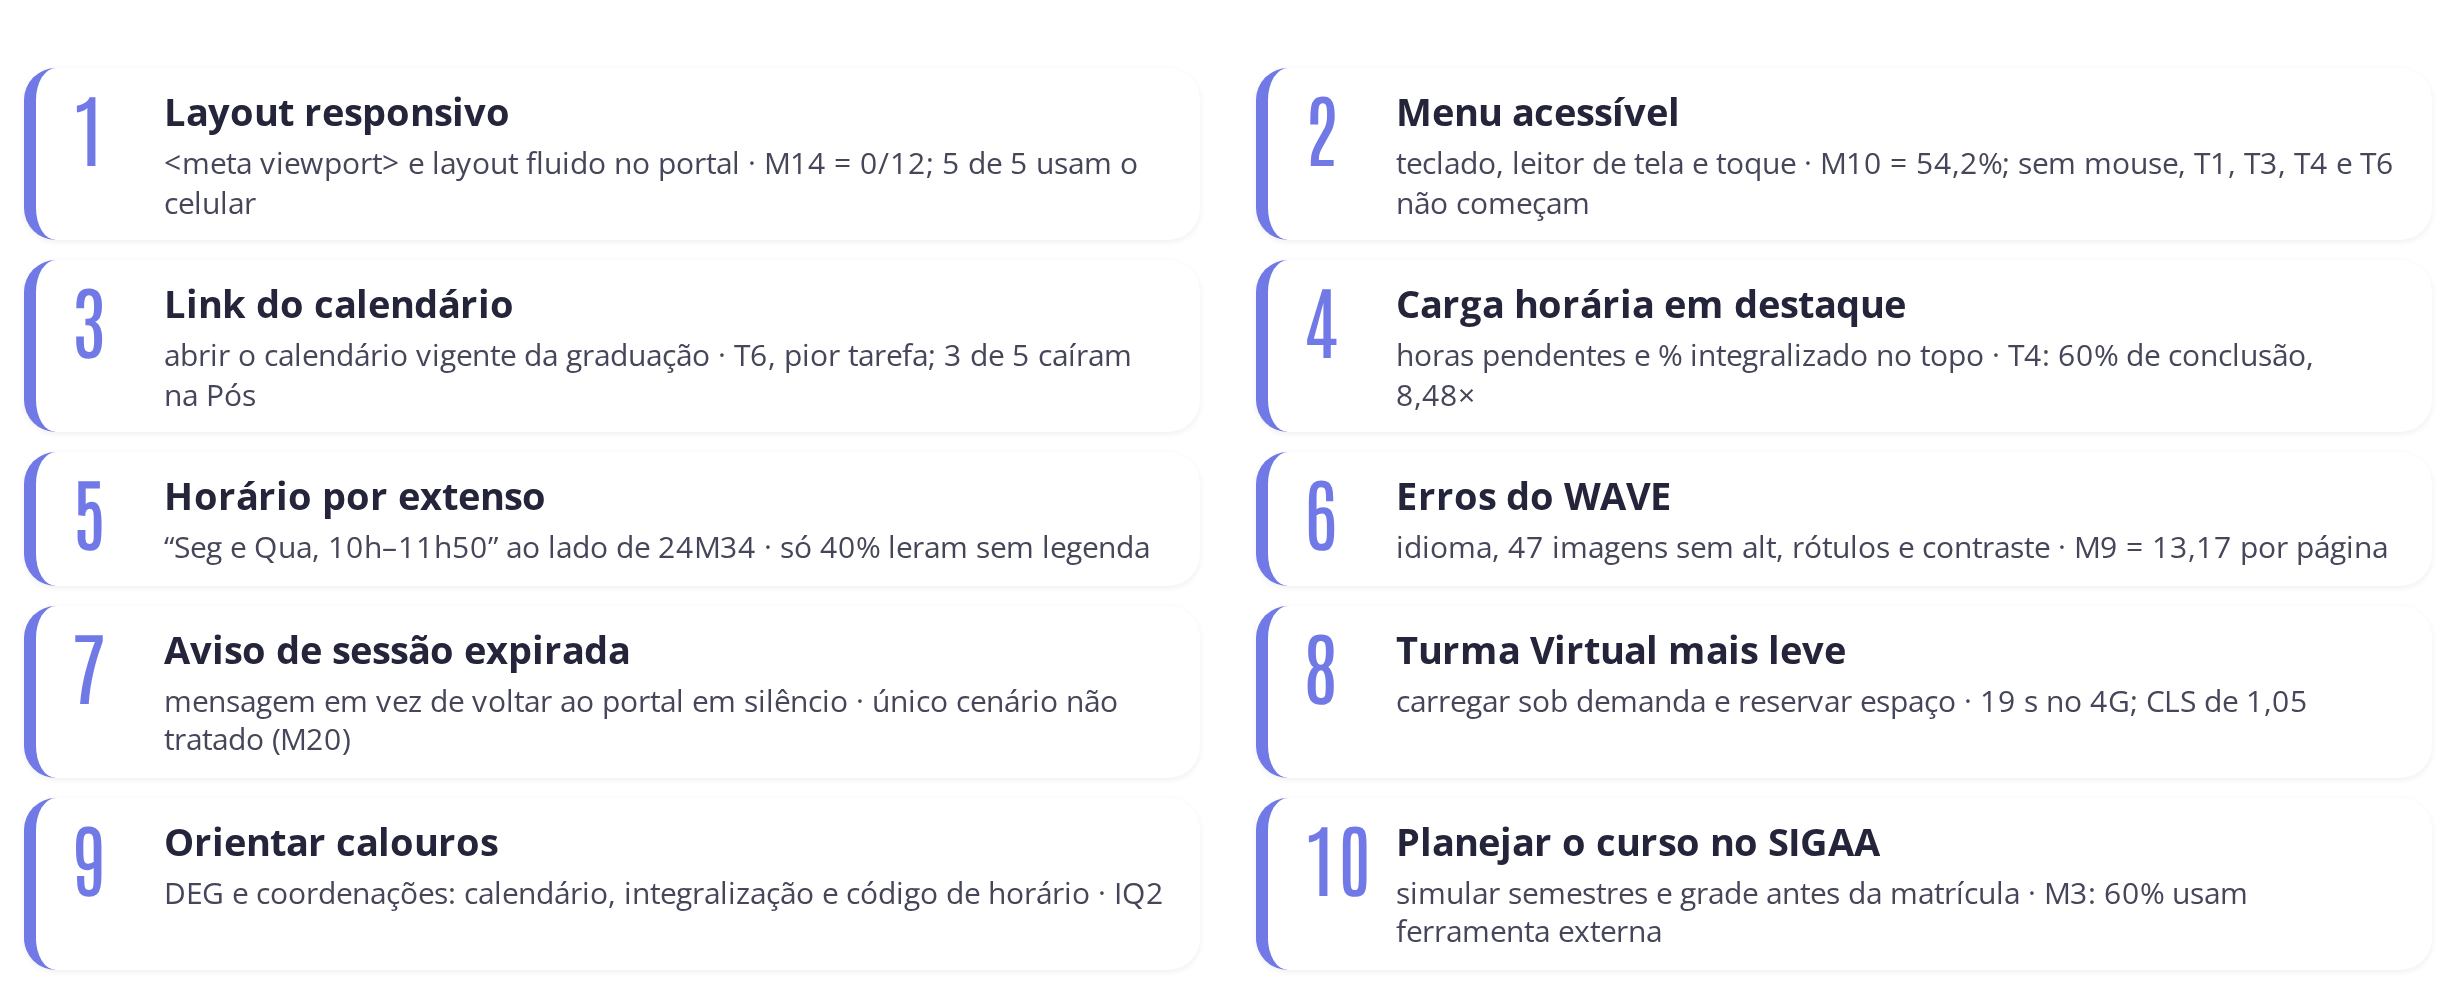 1
Layout responsivo
<meta viewport> e layout fluido no portal · M14 = 0/12; 5 de 5 usam o
celular
2
Menu acessível
teclado, leitor de tela e toque · M10 = 54,2%; sem mouse, T1, T3, T4 e T6
não começam
3
Link do calendário
abrir o calendário vigente da graduação · T6, pior tarefa; 3 de 5 caíram
na Pós
4
Carga horária em destaque
horas pendentes e % integralizado no topo · T4: 60% de conclusão,
8,48×
5
Horário por extenso
“Seg e Qua, 10h–11h50” ao lado de 24M34 · só 40% leram sem legenda
6
Erros do WAVE
idioma, 47 imagens sem alt, rótulos e contraste · M9 = 13,17 por página
7
Aviso de sessão expirada
mensagem em vez de voltar ao portal em silêncio · único cenário não
tratado (M20)
8
Turma Virtual mais leve
carregar sob demanda e reservar espaço · 19 s no 4G; CLS de 1,05
9
Orientar calouros
DEG e coordenações: calendário, integralização e código de horário · IQ2
10
Planejar o curso no SIGAA
simular semestres e grade antes da matrícula · M3: 60% usam
ferramenta externa